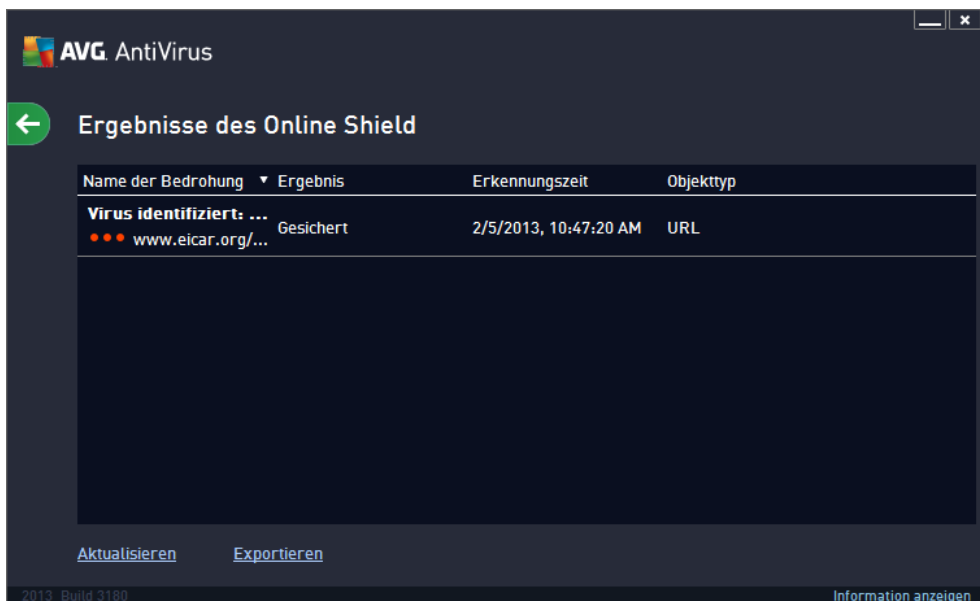 AVG. AntiVirus
Ergebnisse des Online Shield
Name der Bedrohung Ergebnis Erkennungszeit Objekttyp
Virus identifiziert: ...
www.eicar.org/... Gesichert 2/5/2013, 10:47:20 AM URL
Aktualisieren Exportieren
2013 Build 3180 Information anzeigen